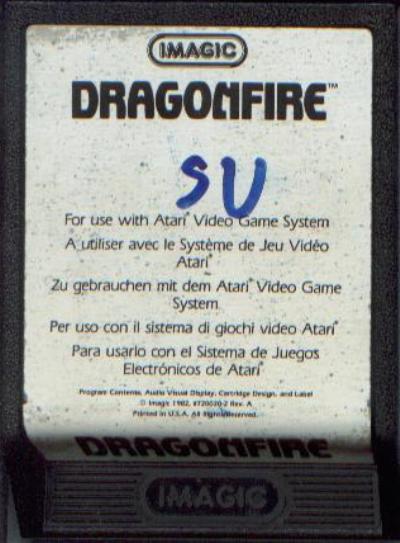 IMAGIC
DRAGONFIRE™
SU
For use with Atari® Video Game System
A utiliser avec le Système de Jeu Vidéo
Atari®
Zu gebrauchen mit dem Atari® Video Game
System
Per uso con il sistema di giochi video Atari®
Para usarlo con el Sistema de Juegos
Electrónicos de Atari®
Program Contents, Audio Visual Display, Cartridge Design, and Label
© Imagic 1982, #720020-2 Rev. A
Printed in U.S.A. All Rights Reserved.
DRAGONFIRE
IMAGIC